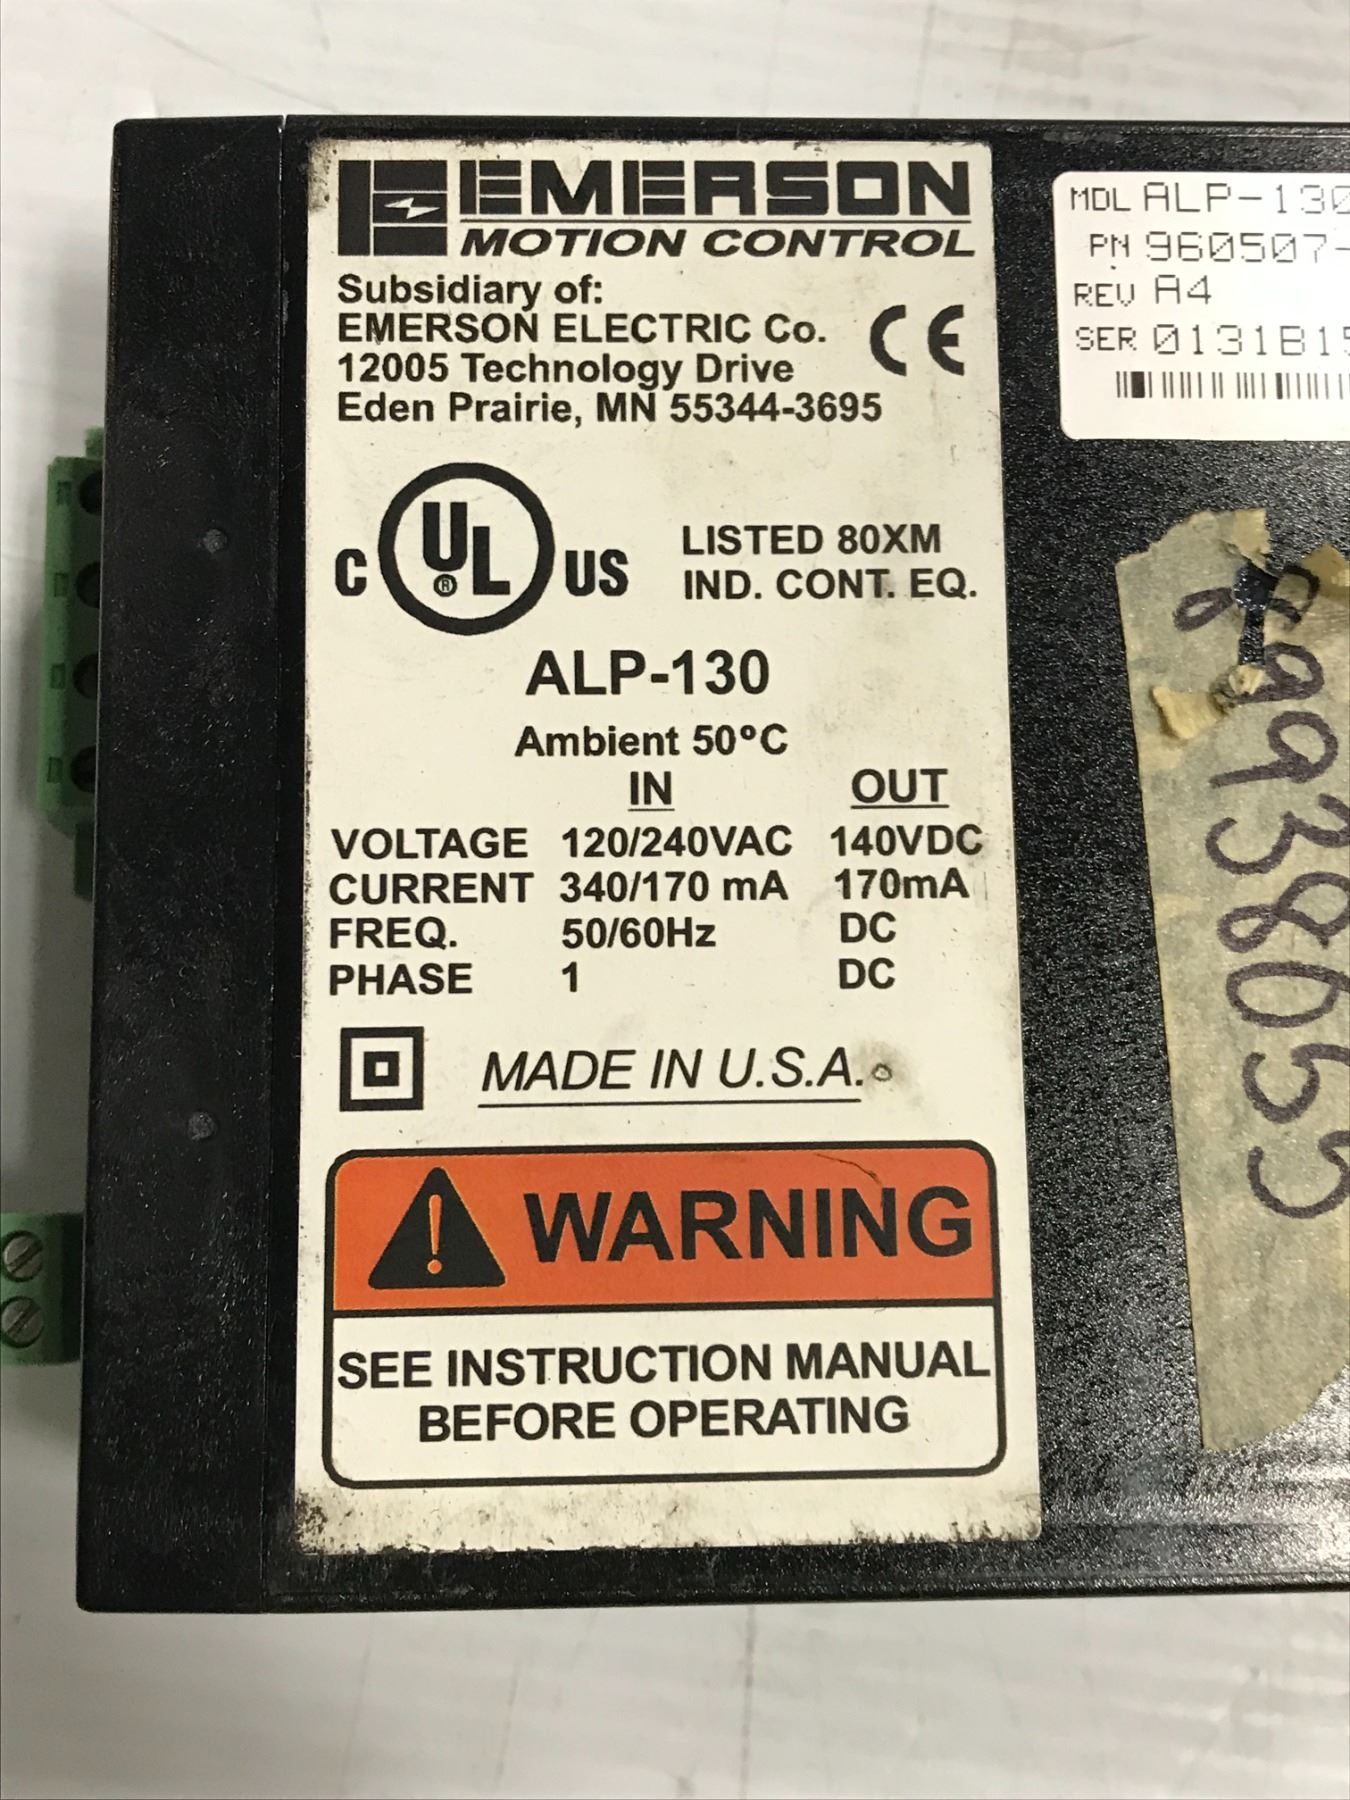 EMERSON
MOTION CONTROL
Subsidiary of:
EMERSON ELECTRIC Co.
12005 Technology Drive
Eden Prairie, MN 55344-3695
CE
C UL ® US
LISTED 80XM
IND. CONT. EQ.
ALP-130
Ambient 50°C
IN OUT
VOLTAGE 120/240VAC 140VDC
CURRENT 340/170 mA 170mA
FREQ. 50/60Hz DC
PHASE 1 DC
MADE IN U.S.A.
WARNING
SEE INSTRUCTION MANUAL
BEFORE OPERATING
MDL ALP-130
PN 960507-
REV A4
SER 0131B15